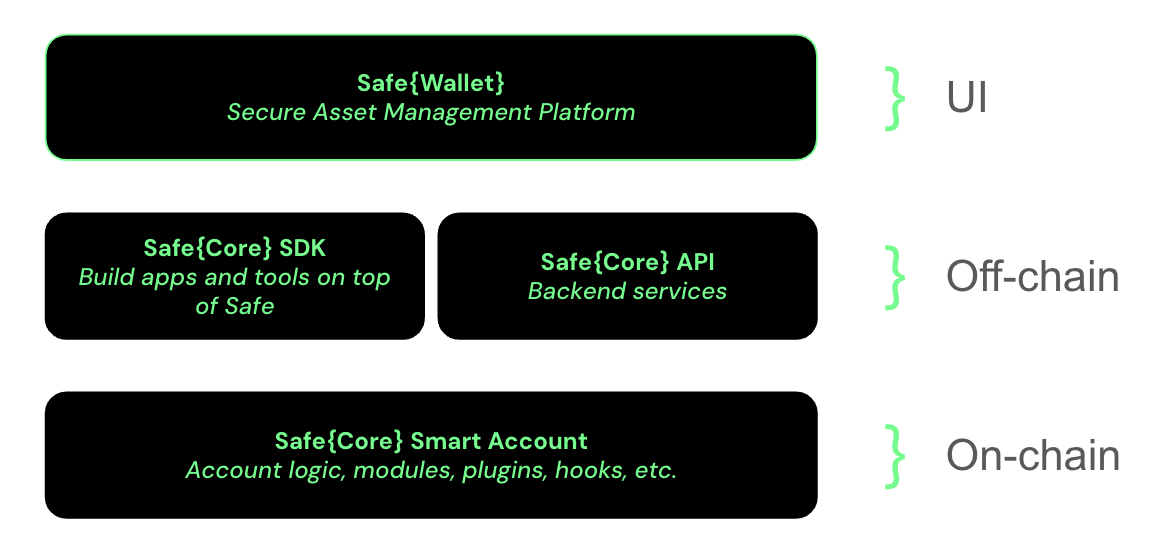 Safe{Wallet}
Secure Asset Management Platform
} UI
Safe{Core} SDK
Build apps and tools on top
of Safe
Safe{Core} API
Backend services
} Off-chain
Safe{Core} Smart Account
Account logic, modules, plugins, hooks, etc.
} On-chain